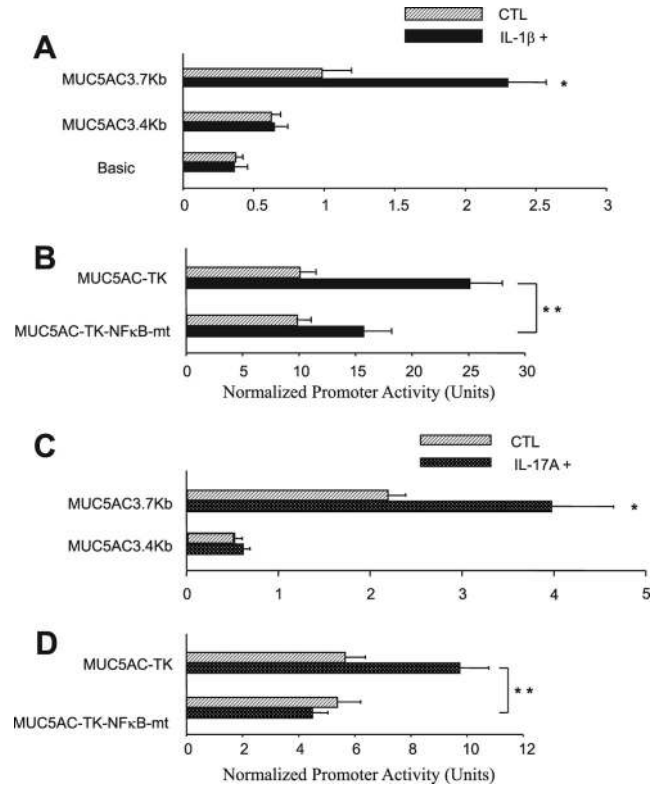 CTL
IL-1β +
A
MUC5AC3.7Kb
*
MUC5AC3.4Kb
Basic
0 0.5 1 1.5 2 2.5 3
B
MUC5AC-TK
* *
MUC5AC-TK-NFκB-mt
0 5 10 15 20 25 30
Normalized Promoter Activity (Units)
C
CTL
IL-17A +
MUC5AC3.7Kb
*
MUC5AC3.4Kb
0 1 2 3 4 5
D
MUC5AC-TK
* *
MUC5AC-TK-NFκB-mt
0 2 4 6 8 10 12
Normalized Promoter Activity (Units)